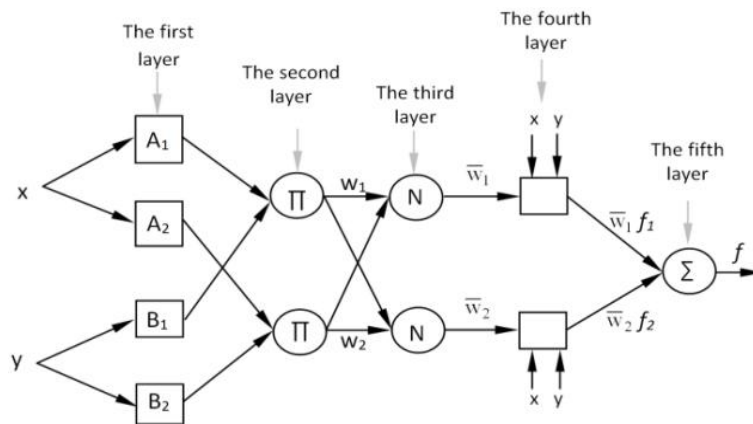 The first
layer
The second
layer
The third
layer
The fourth
layer
The fifth
layer
x
y
A₁
A₂
B₁
B₂
Π
Π
w₁
w₂
N
N
w̅₁
w̅₂
x y
x y
w̅₁ f₁
w̅₂ f₂
Σ
f